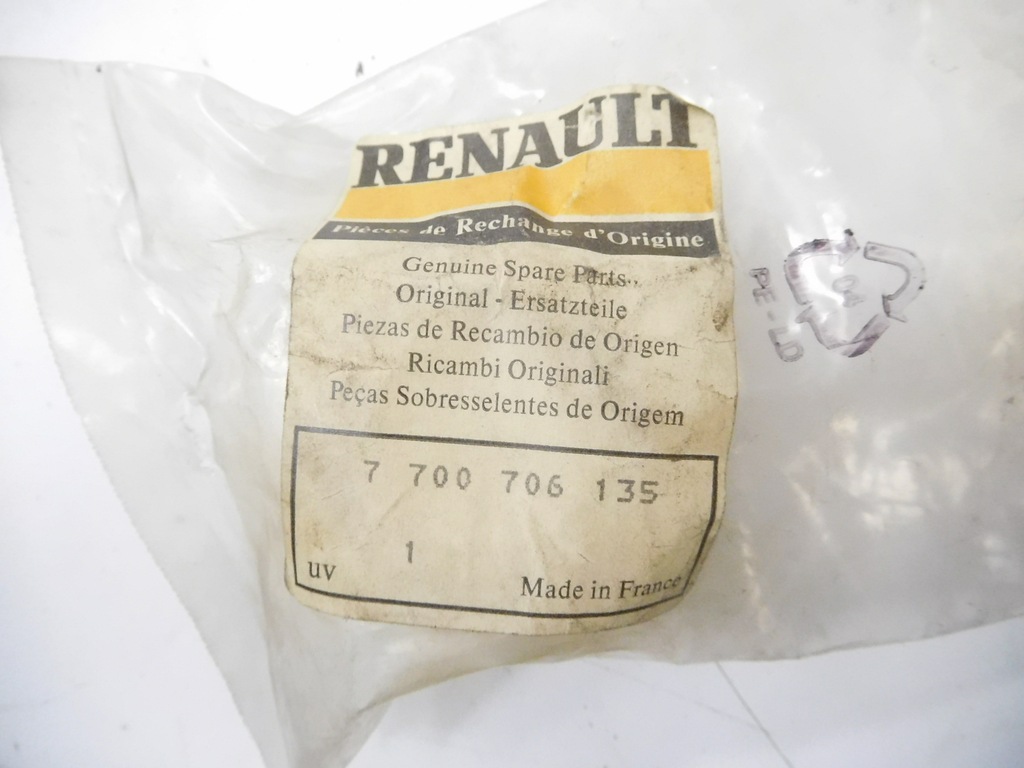 RENAULT
Pièces de Rechange d'Origine
Genuine Spare Parts
Original - Ersatzteile
Piezas de Recambio de Origen
Ricambi Originali
Peças Sobresselentes de Origem
7 700 706 135
1
UV Made in France
04
PE-LD